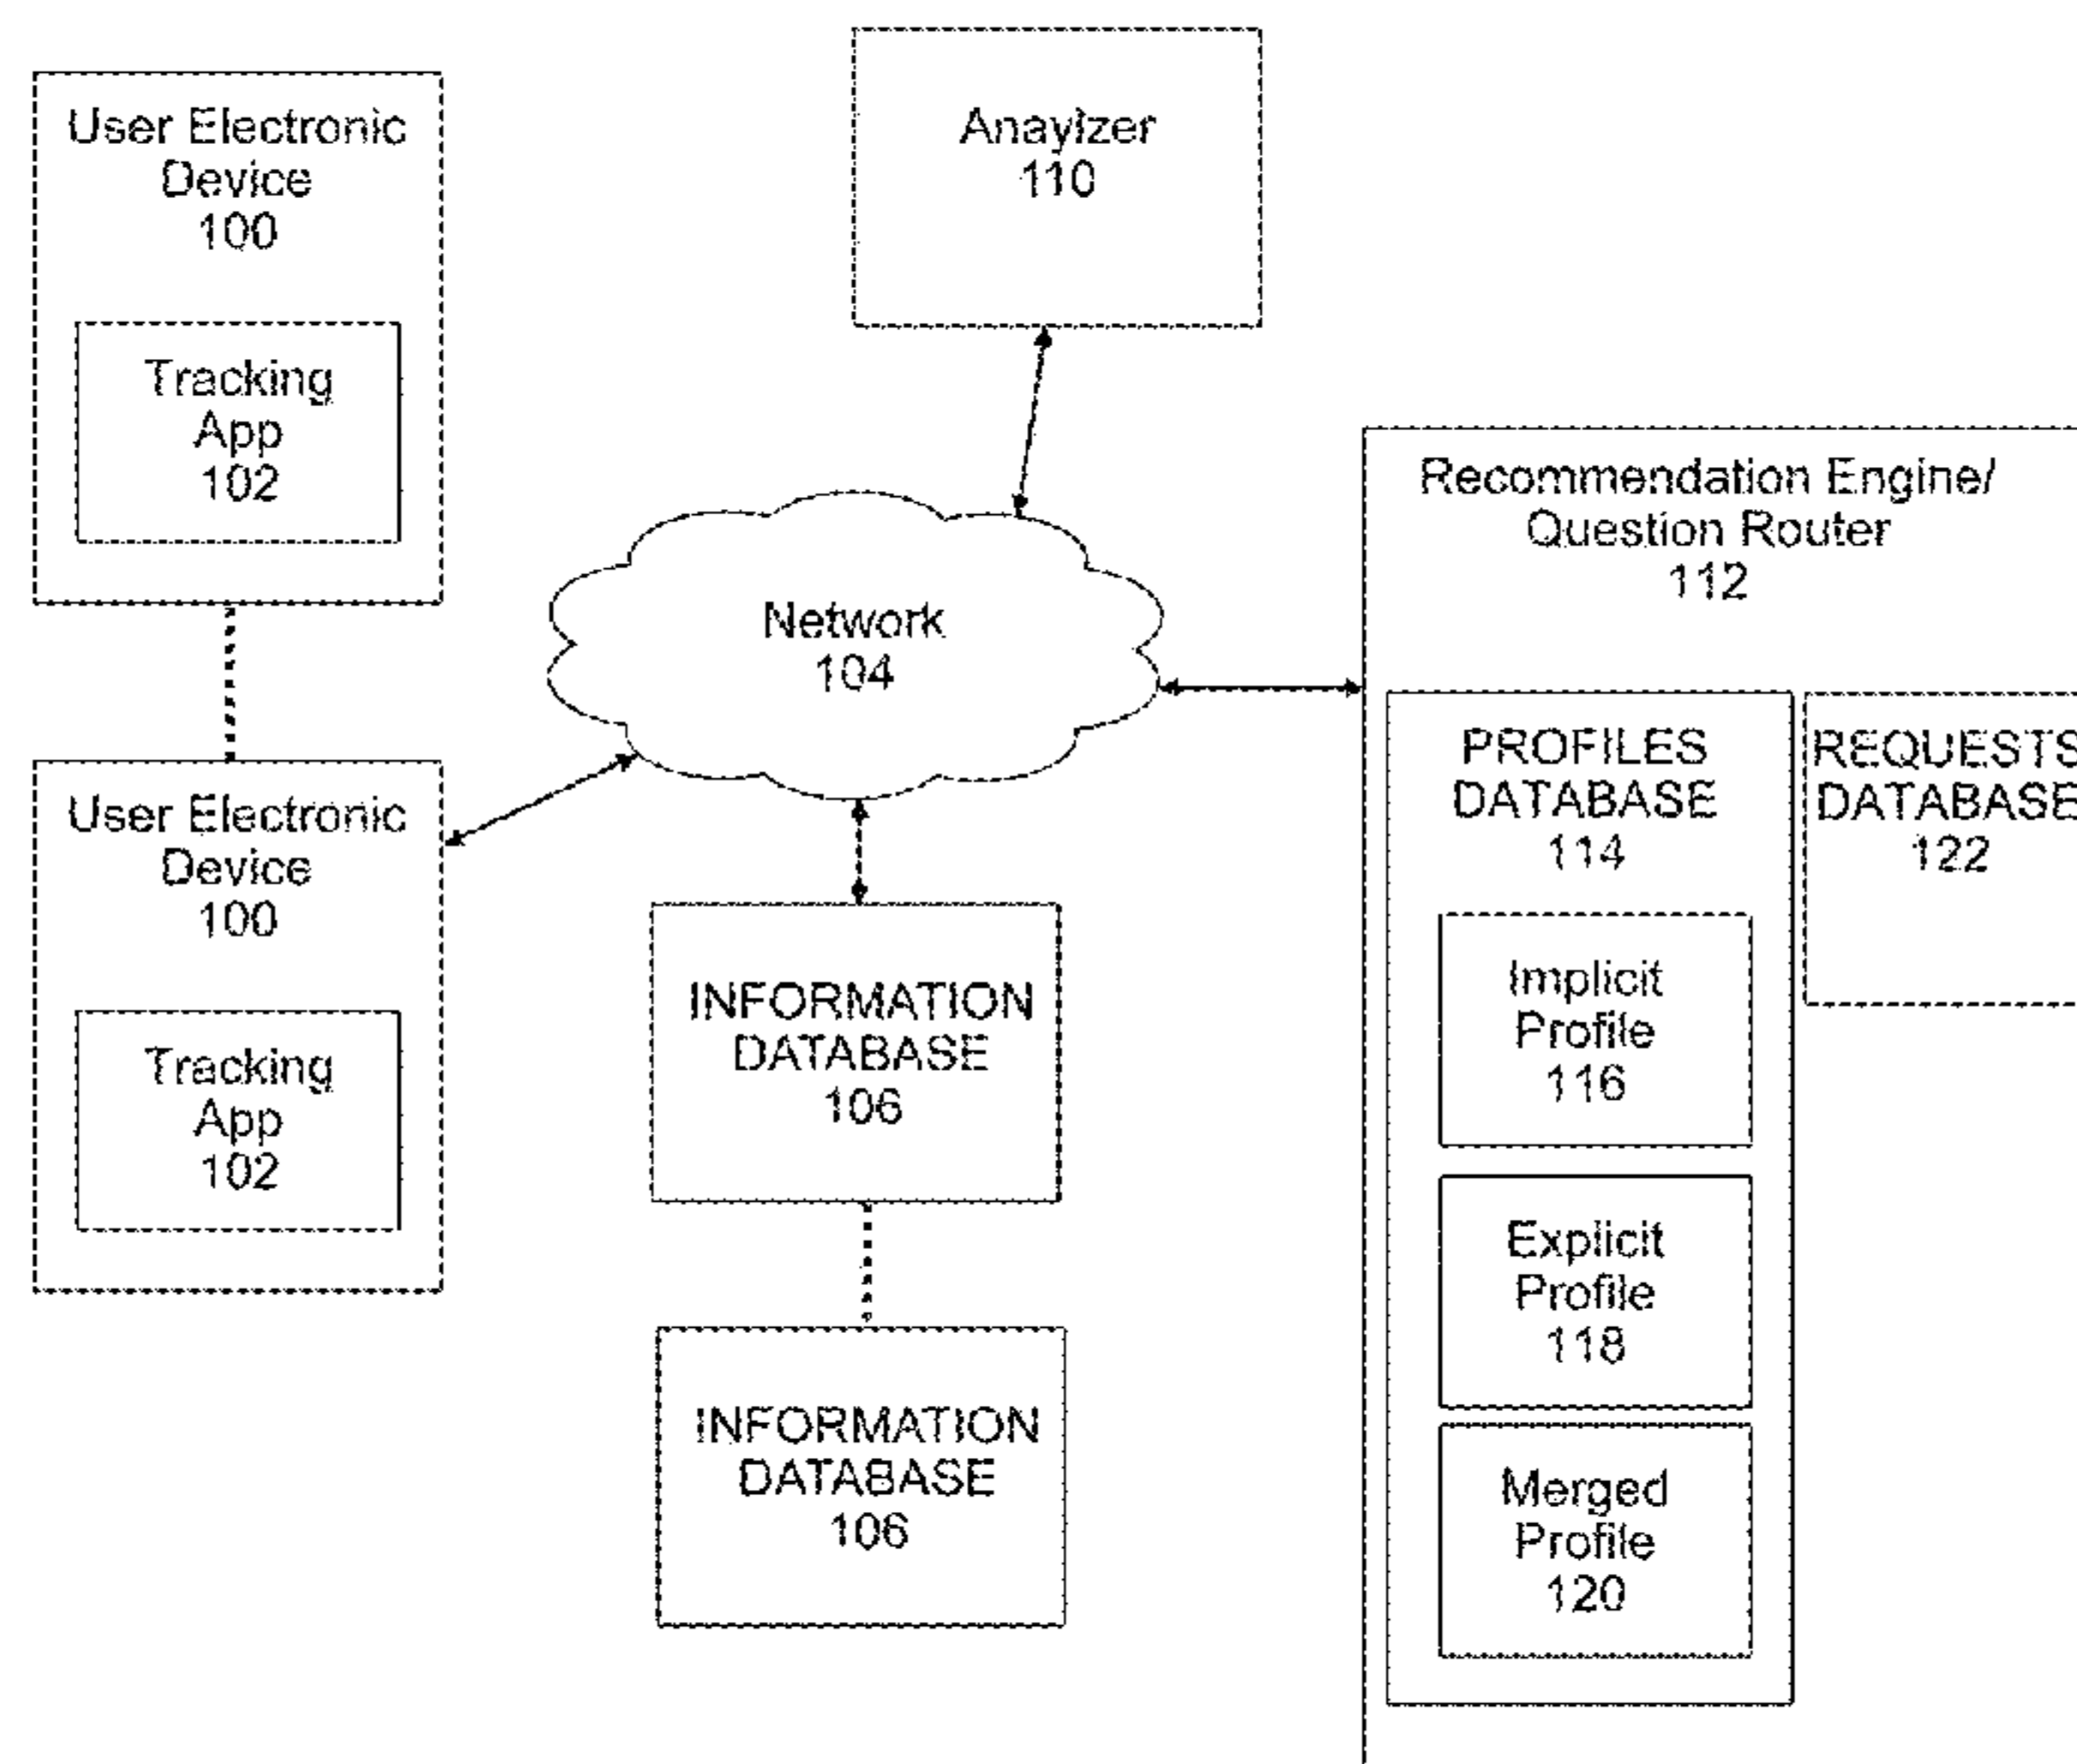 User Electronic
Device
100
Tracking
App
102
User Electronic
Device
100
Tracking
App
102
Anaylzer
110
Network
104
INFORMATION
DATABASE
106
INFORMATION
DATABASE
106
Recommendation Engine/
Question Router
112
PROFILES
DATABASE
114
Implicit
Profile
116
Explicit
Profile
118
Merged
Profile
120
REQUESTS
DATABASE
122